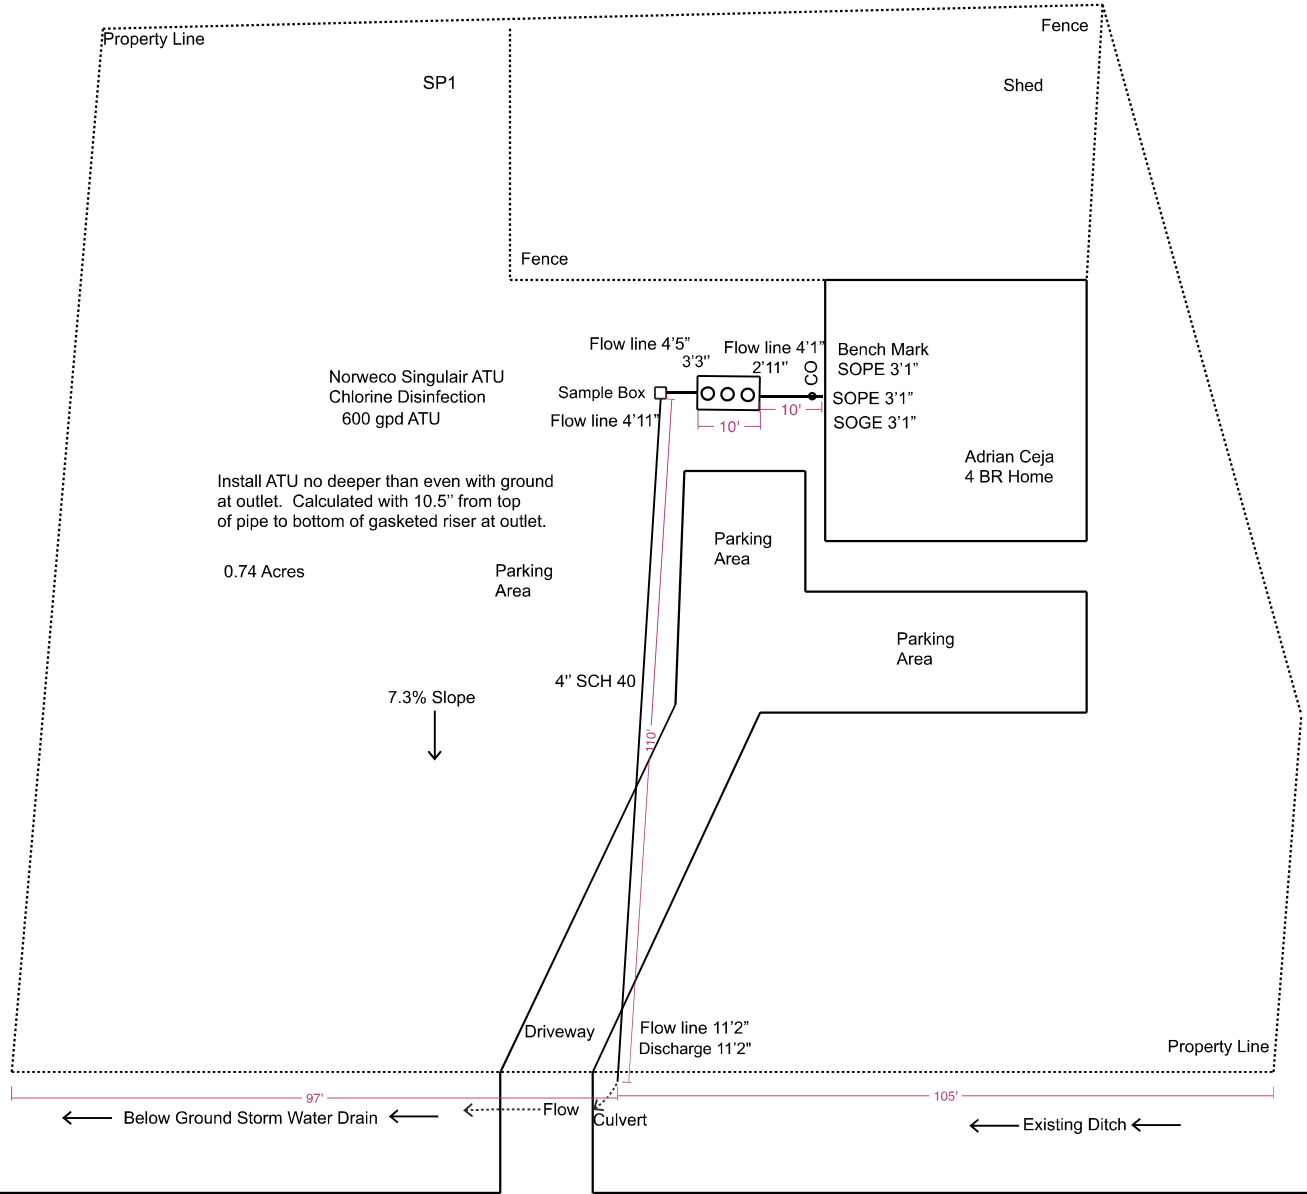 Fence
Property Line
SP1
Shed
Fence
Flow line 4'5"
3'3"
Flow line 4'1"
2'11"
CO
Bench Mark
SOPE 3'1"
SOPE 3'1"
SOGE 3'1"
Norweco Singulair ATU
Chlorine Disinfection
600 gpd ATU
Sample Box
Flow line 4'11"
10'
10'
Adrian Ceja
4 BR Home
Install ATU no deeper than even with ground
at outlet. Calculated with 10.5" from top
of pipe to bottom of gasketed riser at outlet.
0.74 Acres
Parking
Area
Parking
Area
Parking
Area
4" SCH 40
7.3% Slope
110'
Driveway
Flow line 11'2"
Discharge 11'2"
Property Line
97'
105'
Below Ground Storm Water Drain
Flow
Culvert
Existing Ditch